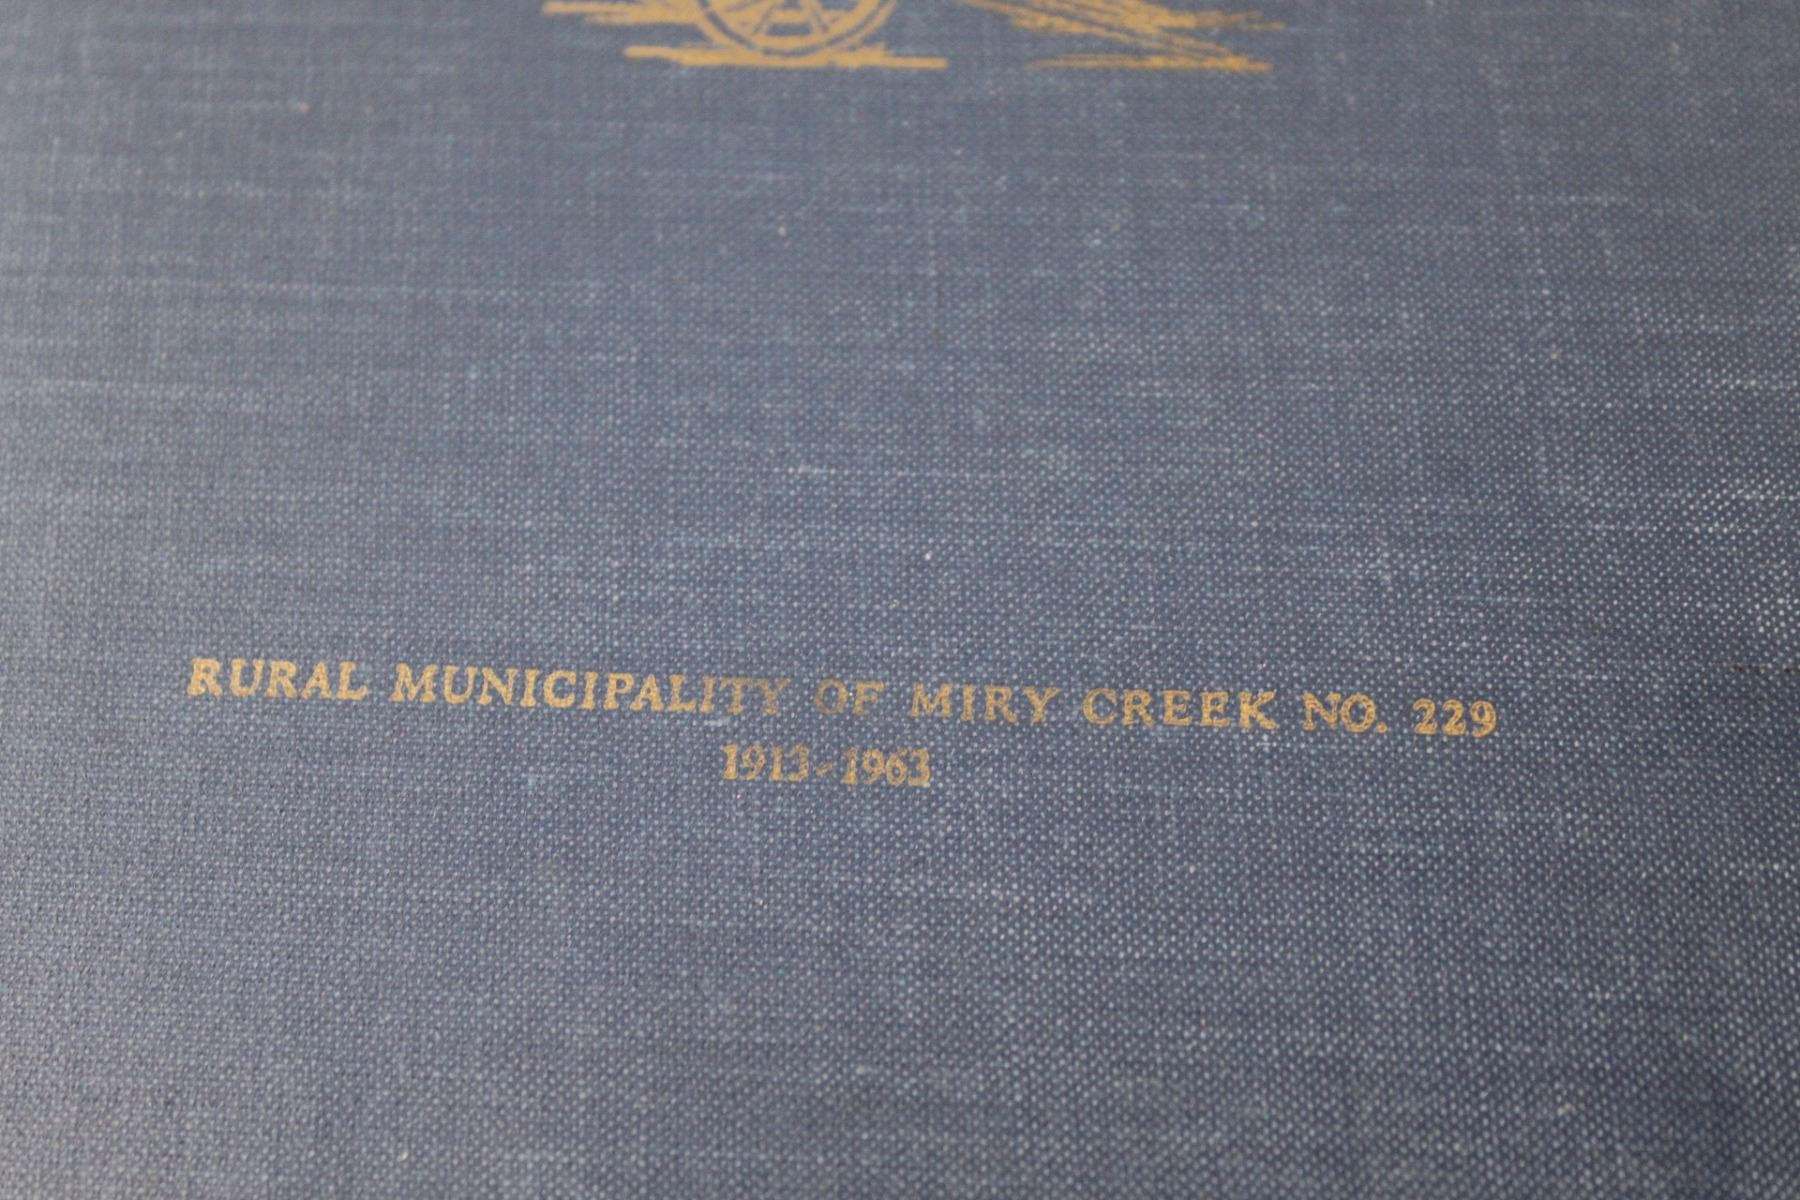 RURAL MUNICIPALITY OF MIRY CREEK NO. 229
1913-1963